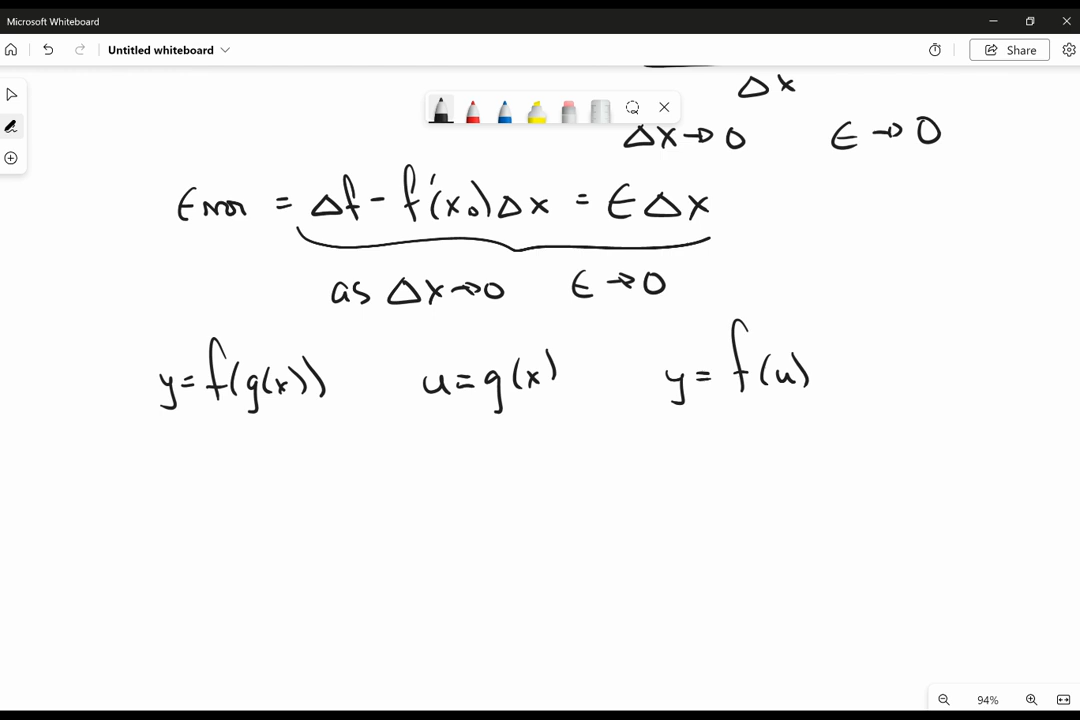 Microsoft Whiteboard
Untitled whiteboard
Share
Δx
Δx→0 ϵ→0
Error = Δf - f'(x₀)Δx = ϵΔx
as Δx→0 ϵ→0
y=f(g(x)) u=g(x) y=f(u)
94%